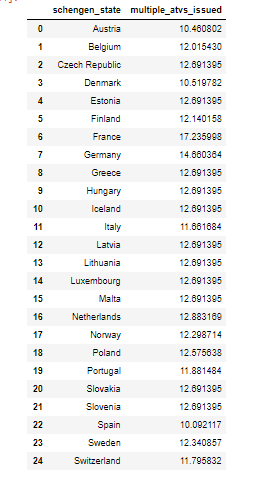 schengen_state multiple_atvs_issued
0 Austria 10.460802
1 Belgium 12.015430
2 Czech Republic 12.691395
3 Denmark 10.519782
4 Estonia 12.691395
5 Finland 12.140158
6 France 17.235998
7 Germany 14.660364
8 Greece 12.691395
9 Hungary 12.691395
10 Iceland 12.691395
11 Italy 11.661684
12 Latvia 12.691395
13 Lithuania 12.691395
14 Luxembourg 12.691395
15 Malta 12.691395
16 Netherlands 12.883169
17 Norway 12.298714
18 Poland 12.575638
19 Portugal 11.881484
20 Slovakia 12.691395
21 Slovenia 12.691395
22 Spain 10.092117
23 Sweden 12.340857
24 Switzerland 11.795832